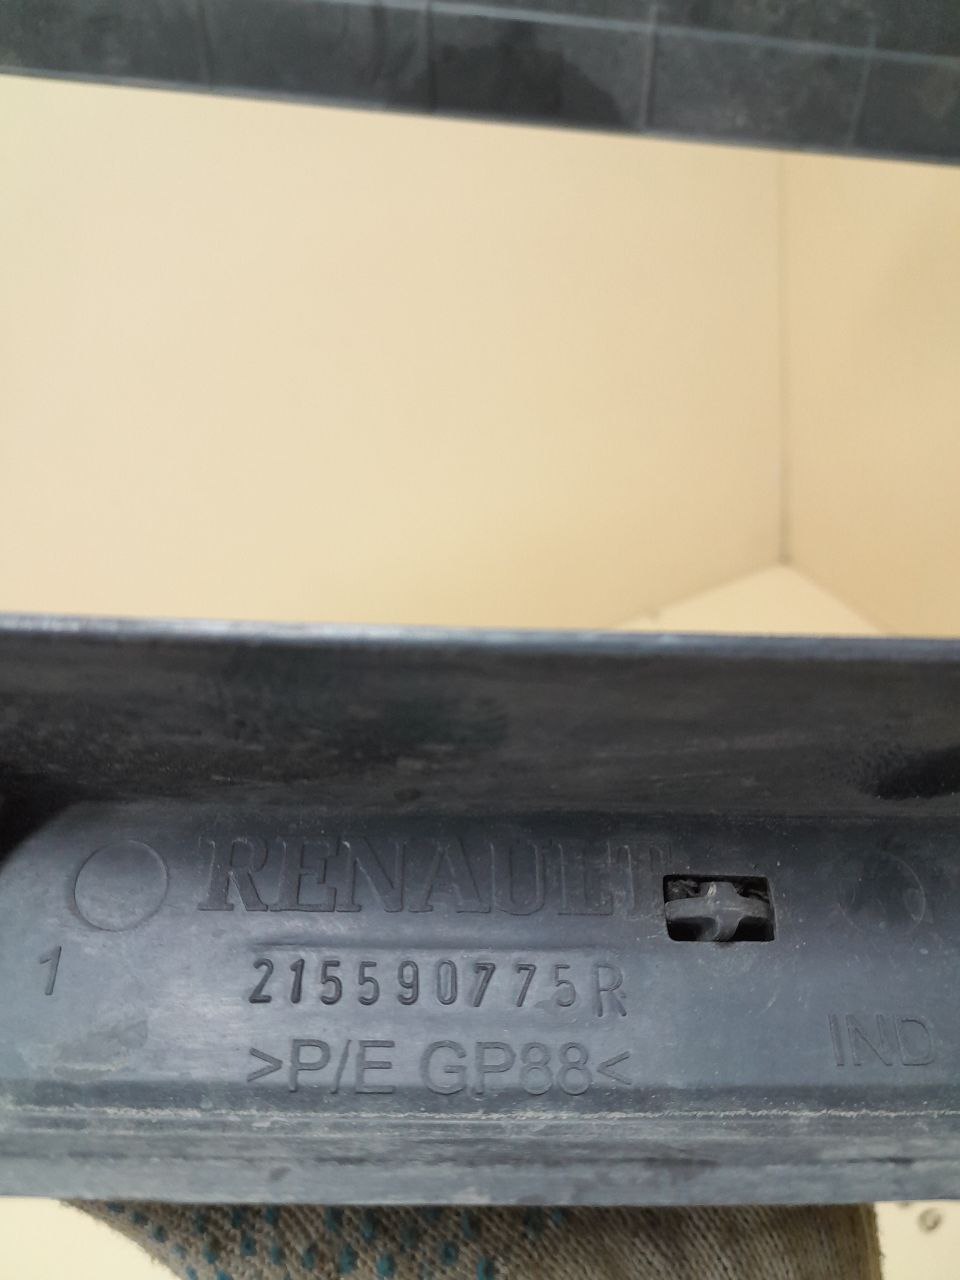 RENAULT
1
215590775R
>P/E GP88<
IND